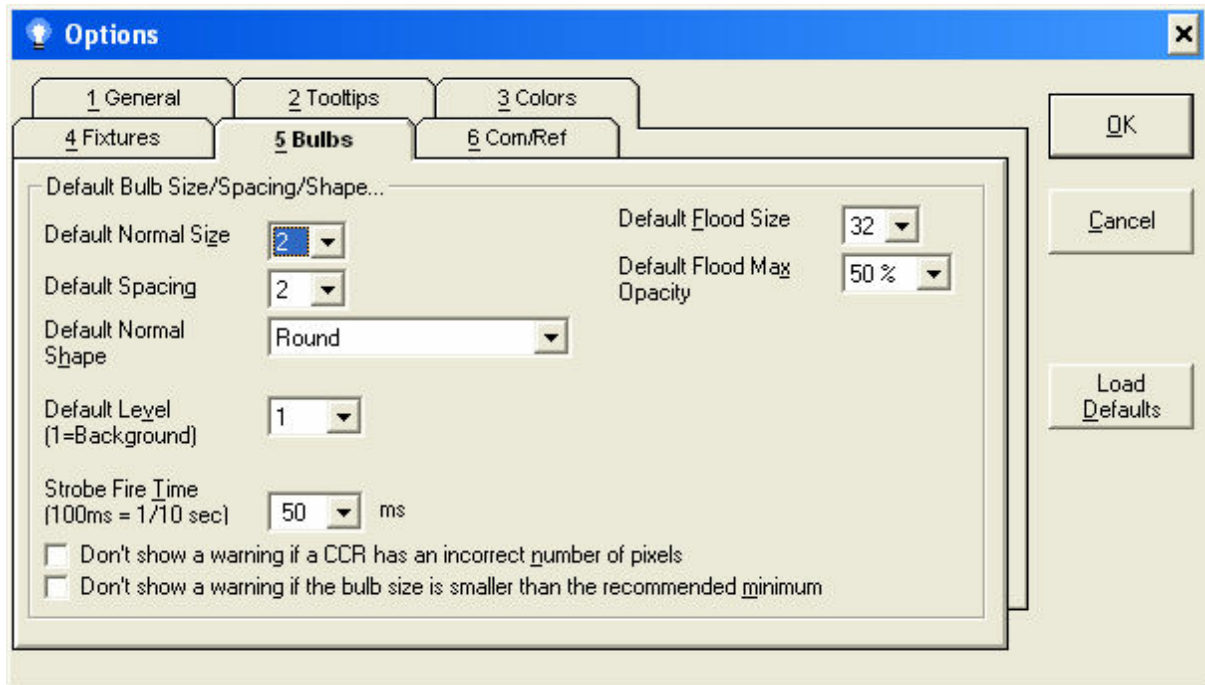 Options
1 General
2 Tooltips
3 Colors
4 Fixtures
5 Bulbs
6 Com/Ref
OK
Cancel
Load
Defaults
Default Bulb Size/Spacing/Shape...
Default Normal Size
2
Default Spacing
2
Default Normal
Shape
Round
Default Level
(1=Background)
1
Strobe Fire Time
(100ms = 1/10 sec)
50
ms
Default Flood Size
32
Default Flood Max
Opacity
50 %
Don't show a warning if a CCR has an incorrect number of pixels
Don't show a warning if the bulb size is smaller than the recommended minimum